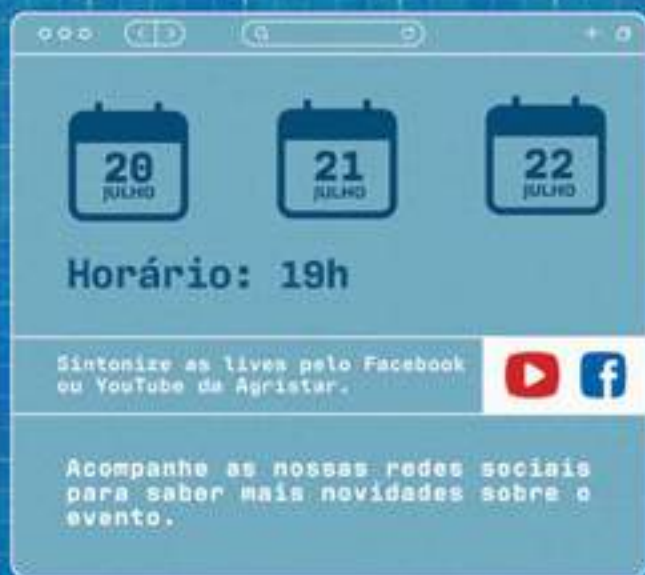 20
JULHO
21
JULHO
22
JULHO
Horário: 19h
Sintonize as lives pelo Facebook
ou YouTube da Agristar.
Acompanhe as nossas redes sociais
para saber mais novidades sobre o
evento.